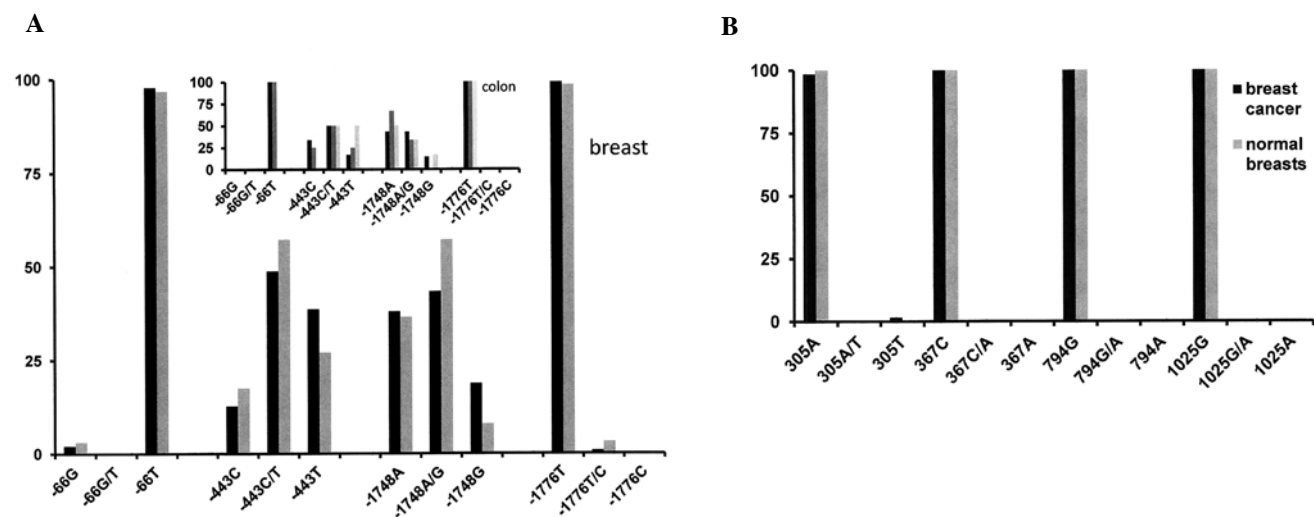 A
100
75
50
25
0
breast
-66G
-66G/T
-66T
-443C
-443C/T
-443T
-1748A
-1748A/G
-1748G
-1776T
-1776T/C
-1776C
100
75
50
25
0
colon
-66G
-66G/T
-66T
-443C
-443C/T
-443T
-1748A
-1748A/G
-1748G
-1776T
-1776T/C
-1776C
B
100
75
50
25
0
305A
305A/T
305T
367C
367C/A
367A
794G
794G/A
794A
1025G
1025G/A
1025A
breast
cancer
normal
breasts